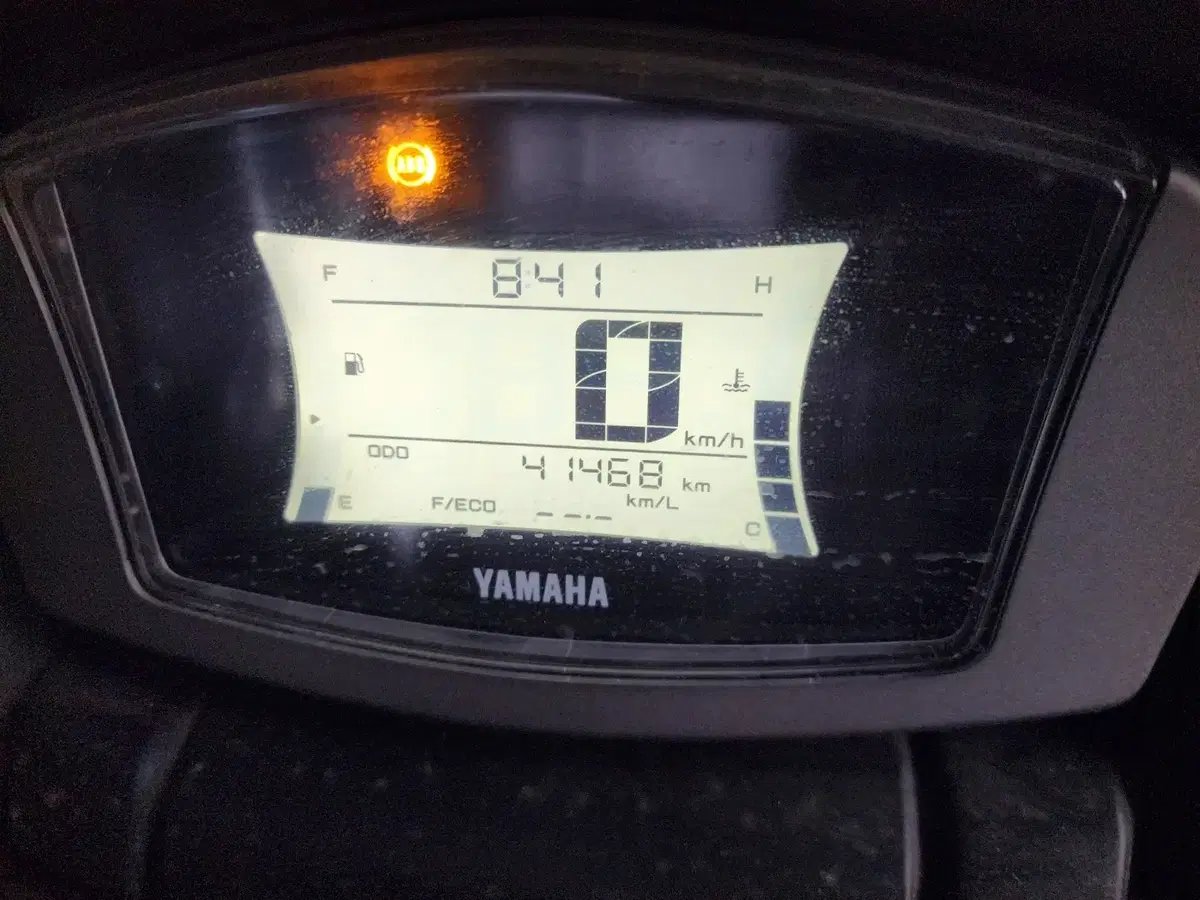 ABS
F 8:41 H
0 km/h
ODO 41468 km
F/ECO --.- km/L
E C
YAMAHA